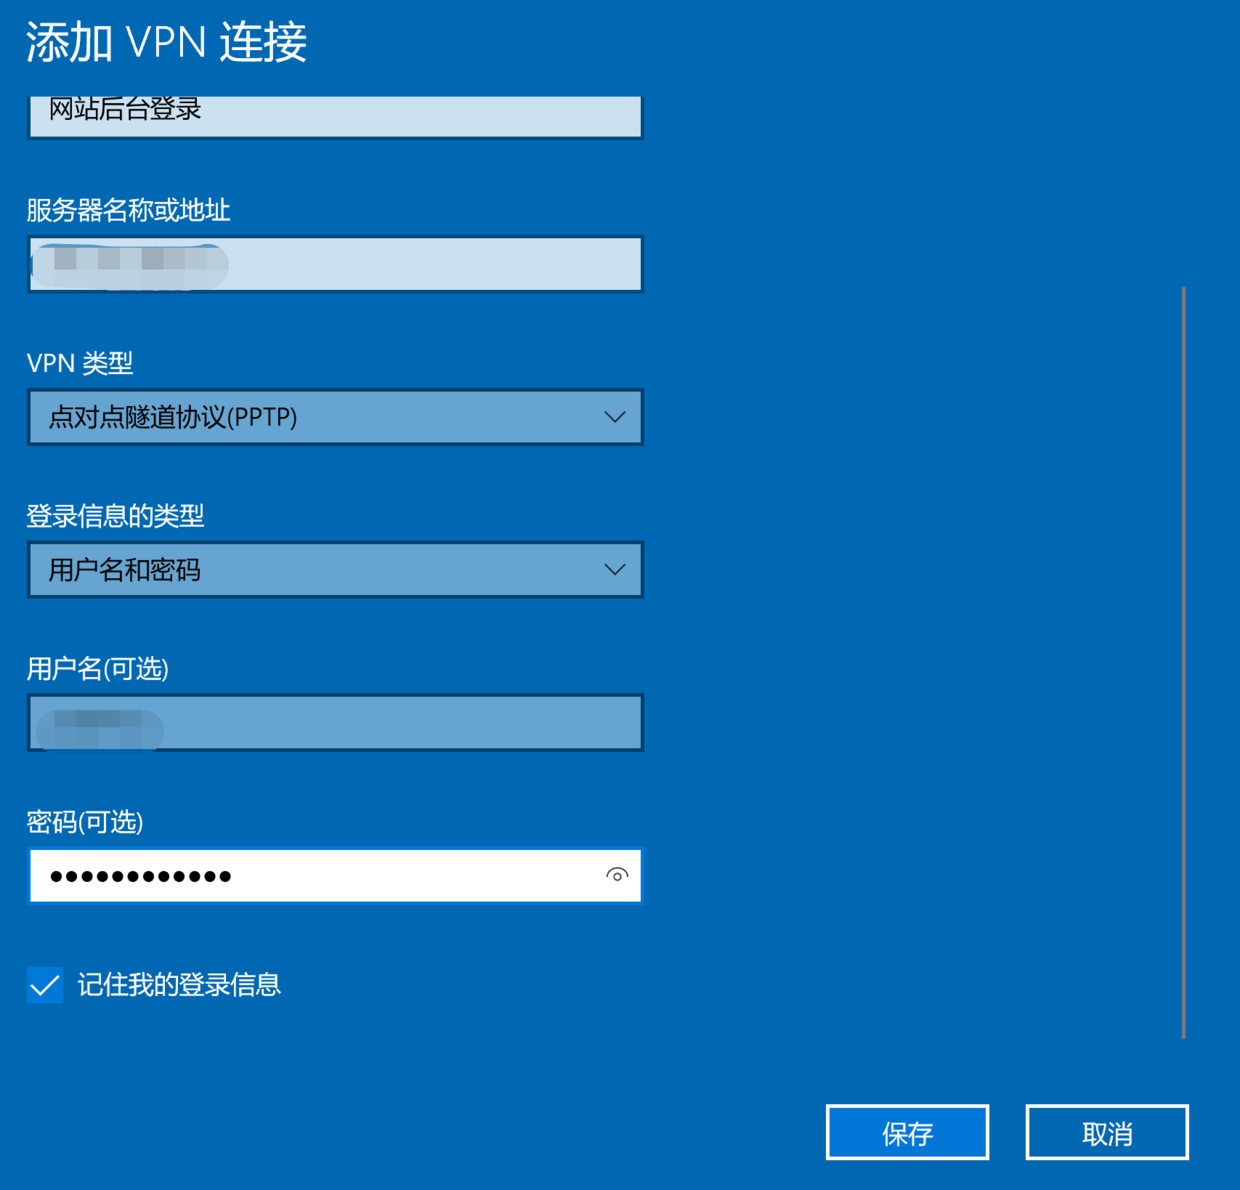 添加 VPN 连接
网站后台登录
服务器名称或地址
VPN 类型
点对点隧道协议(PPTP)
登录信息的类型
用户名和密码
用户名(可选)
密码(可选)
●●●●●●●●●●●●
记住我的登录信息
保存
取消